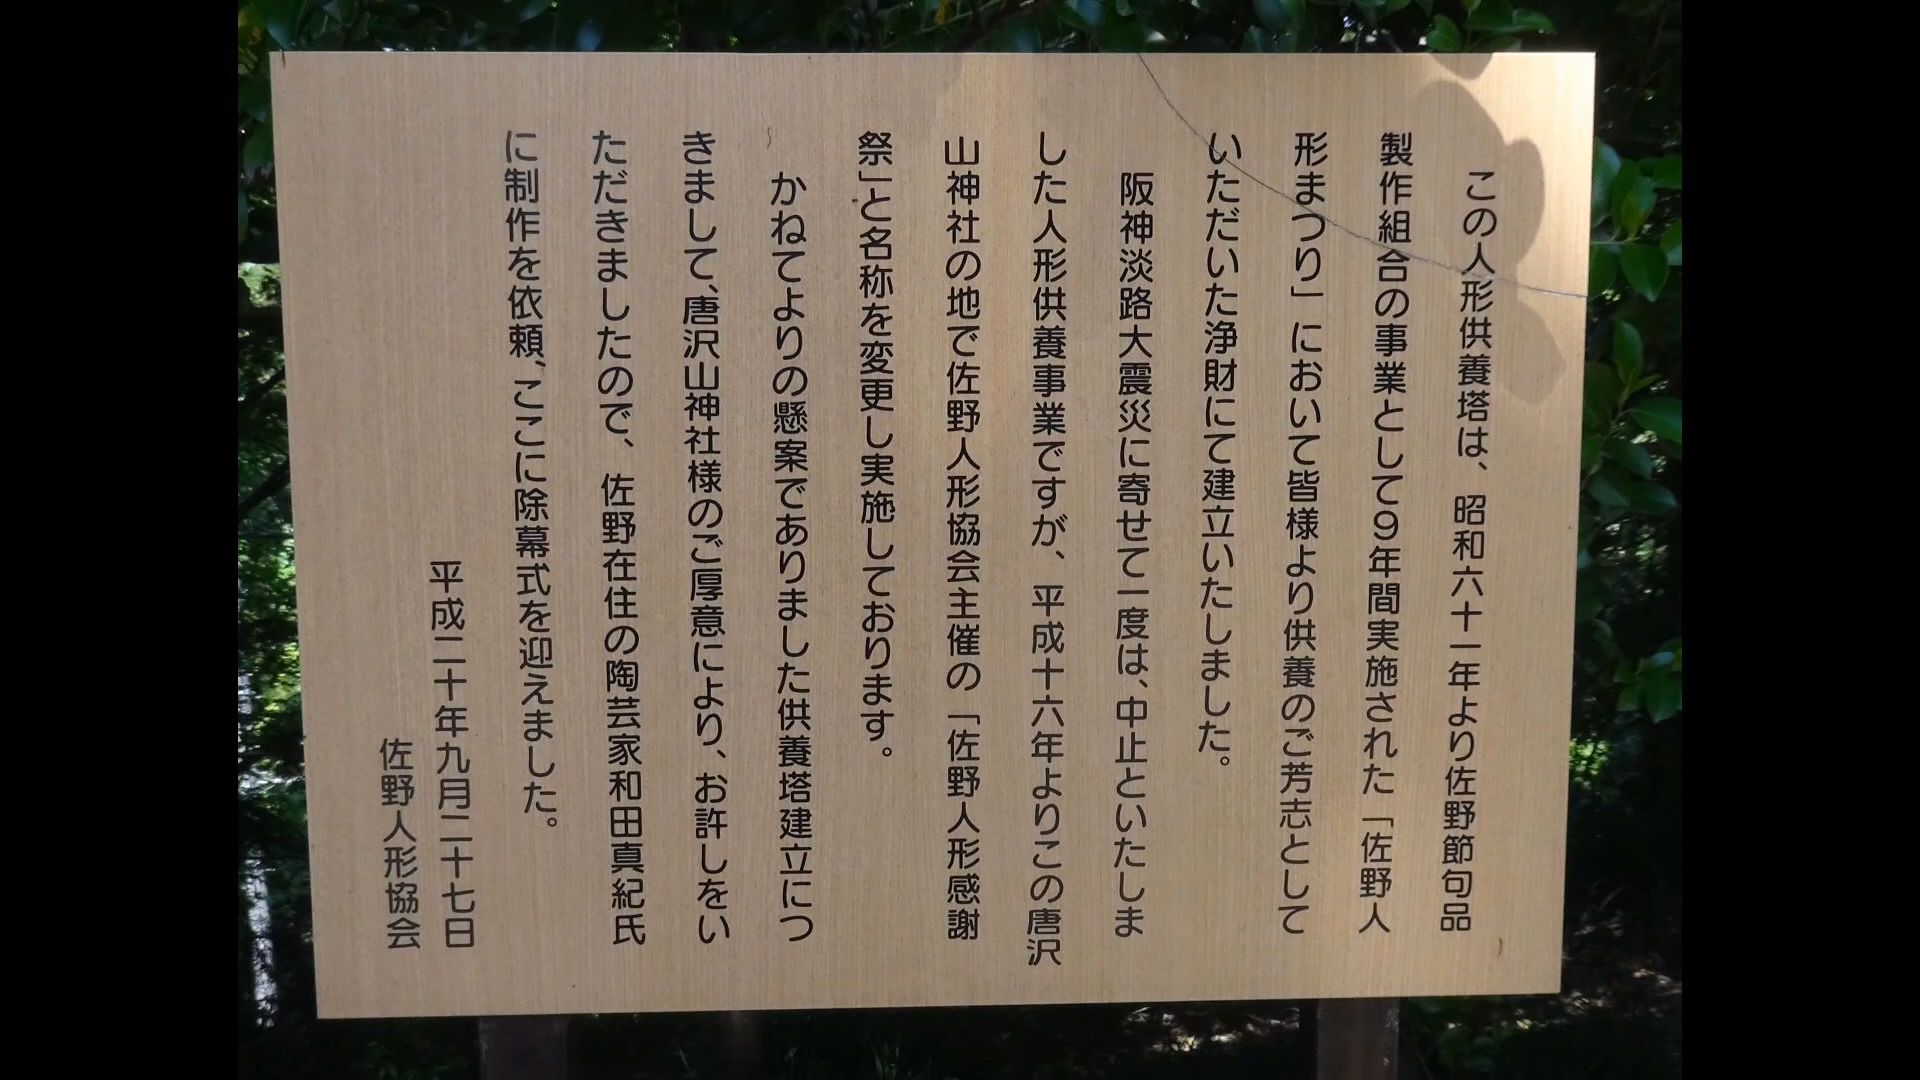 この人形供養塔は、昭和六十一年より佐野節句品
製作組合の事業として9年間実施された「佐野人
形まつり」において皆様より供養のご芳志として
いただいた浄財にて建立いたしました。
阪神淡路大震災に寄せて一度は、中止といたしま
した人形供養事業ですが、平成十六年よりこの唐沢
山神社の地で佐野人形協会主催の「佐野人形感謝
祭」と名称を変更し実施しております。
かねてよりの懸案でありました供養塔建立につ
きまして、唐沢山神社様のご厚意により、お許しをい
ただきましたので、佐野在住の陶芸家和田真紀氏
に制作を依頼、ここに除幕式を迎えました。
平成二十年九月二十七日
佐野人形協会